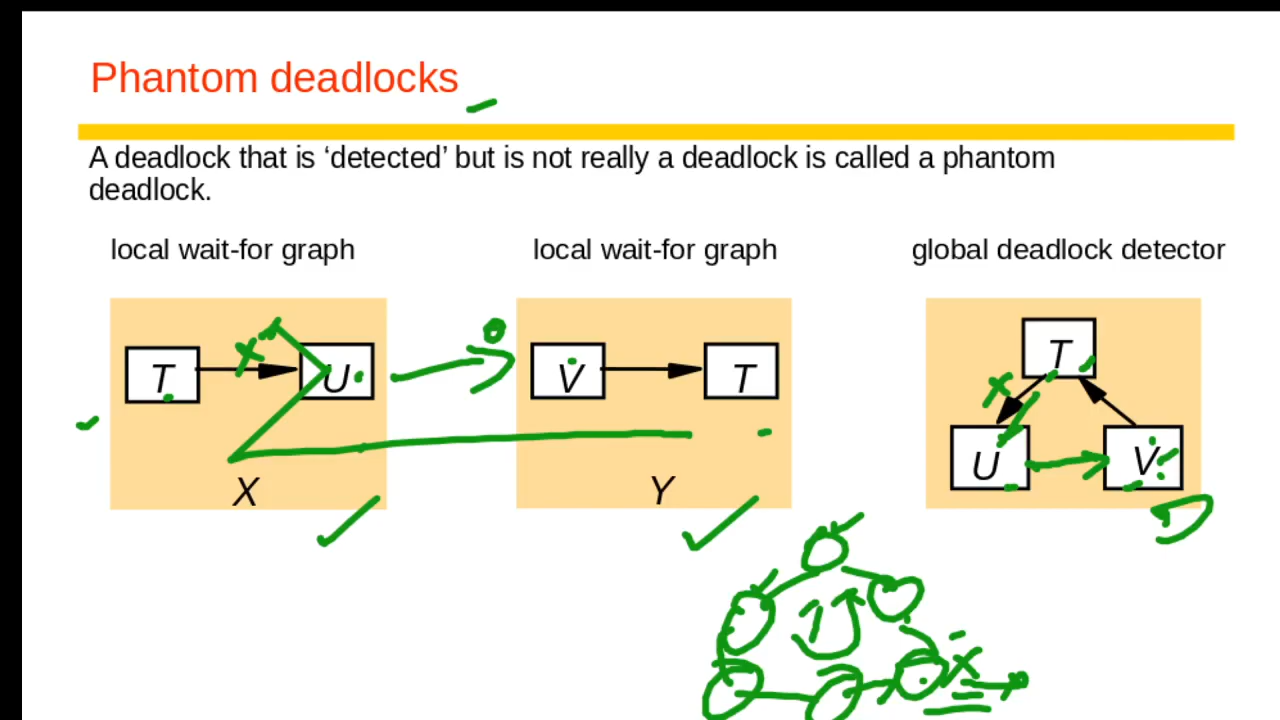 Phantom deadlocks
A deadlock that is ‘detected’ but is not really a deadlock is called a phantom
deadlock.
local wait-for graph
local wait-for graph
global deadlock detector
T
U
X
V
T
Y
T
U
V